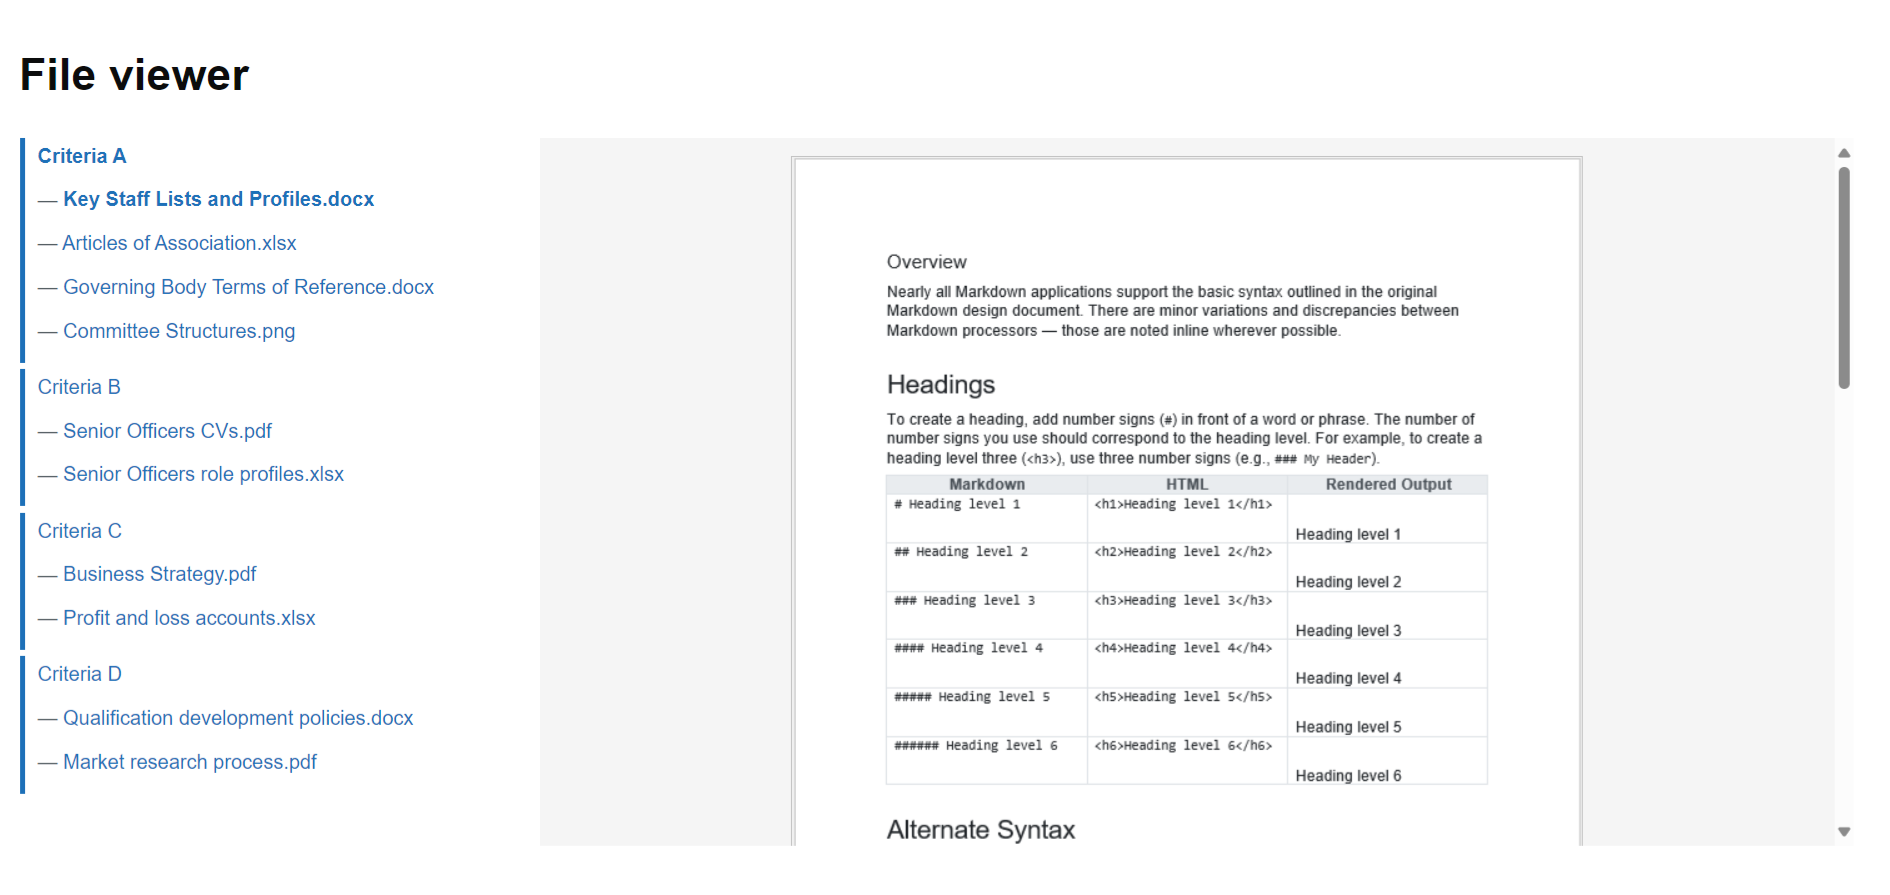 File viewer
Criteria A
— Key Staff Lists and Profiles.docx
— Articles of Association.xlsx
— Governing Body Terms of Reference.docx
— Committee Structures.png
Criteria B
— Senior Officers CVs.pdf
— Senior Officers role profiles.xlsx
Criteria C
— Business Strategy.pdf
— Profit and loss accounts.xlsx
Criteria D
— Qualification development policies.docx
— Market research process.pdf
Overview
Nearly all Markdown applications support the basic syntax outlined in the original
Markdown design document. There are minor variations and discrepancies between
Markdown processors — those are noted inline wherever possible.
Headings
To create a heading, add number signs (#) in front of a word or phrase. The number of
number signs you use should correspond to the heading level. For example, to create a
heading level three (<h3>), use three number signs (e.g., ### My Header).
Markdown HTML Rendered Output
# Heading level 1 <h1>Heading level 1</h1>
Heading level 1
## Heading level 2 <h2>Heading level 2</h2>
Heading level 2
### Heading level 3 <h3>Heading level 3</h3>
Heading level 3
#### Heading level 4 <h4>Heading level 4</h4>
Heading level 4
##### Heading level 5 <h5>Heading level 5</h5>
Heading level 5
###### Heading level 6 <h6>Heading level 6</h6>
Heading level 6
Alternate Syntax